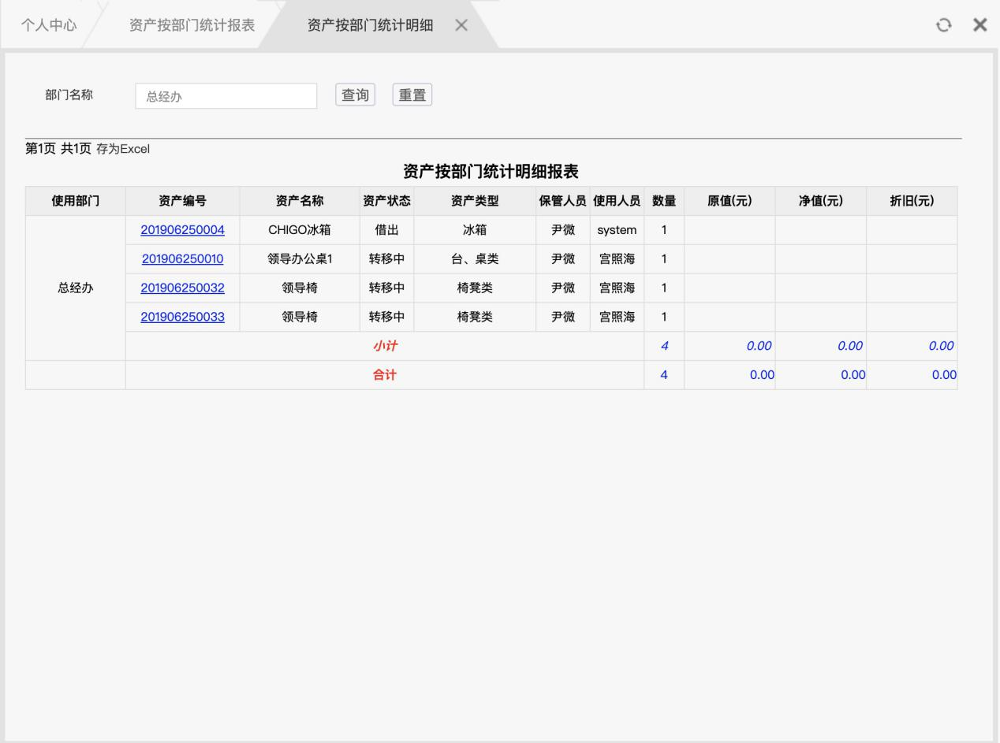 个人中心 资产按部门统计报表 资产按部门统计明细
部门名称 总经办 查询 重置
第1页 共1页 存为Excel
资产按部门统计明细报表
使用部门 资产编号 资产名称 资产状态 资产类型 保管人员 使用人员 数量 原值(元) 净值(元) 折旧(元)
201906250004 CHIGO冰箱 借出 冰箱 尹微 system 1
201906250010 领导办公桌1 转移中 台、桌类 尹微 宫照海 1
总经办 201906250032 领导椅 转移中 椅凳类 尹微 宫照海 1
201906250033 领导椅 转移中 椅凳类 尹微 宫照海 1
小计 4 0.00 0.00 0.00
合计 4 0.00 0.00 0.00